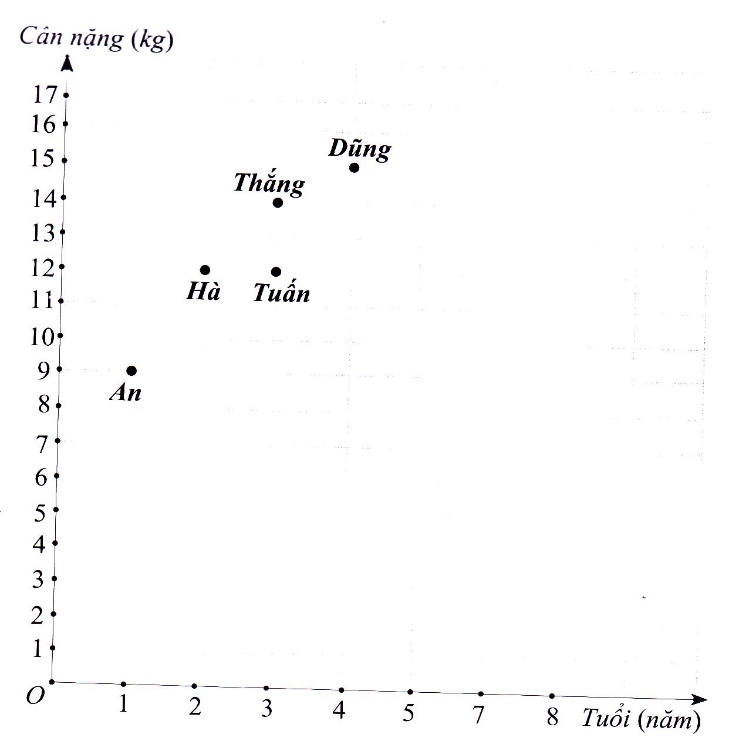 Cân nặng (kg)
17
16
15
14
13
12
11
10
9
8
7
6
5
4
3
2
1
O
Dũng
Thắng
Hà
Tuấn
An
1 2 3 4 5 7 8 Tuổi (năm)